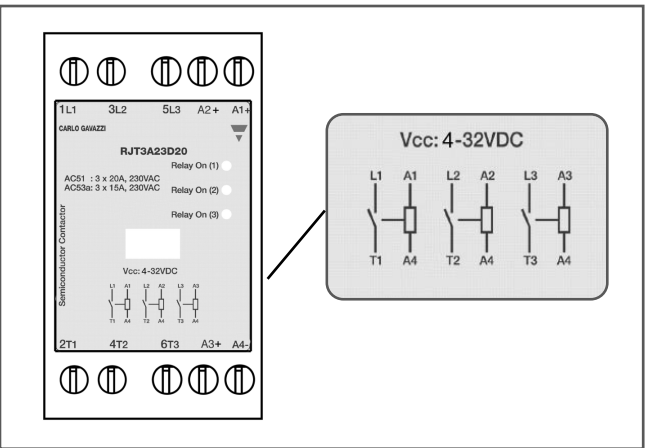 1L1 3L2 5L3 A2+ A1+
CARLO GAVAZZI
RJT3A23D20
Relay On (1)
AC51 : 3 x 20A, 230VAC
AC53a: 3 x 15A, 230VAC
Relay On (2)
Relay On (3)
Semiconductor Contactor
Vcc: 4-32VDC
L1 A1 L2 A2 L3 A3
T1 A4 T2 A4 T3 A4
2T1 4T2 6T3 A3+ A4-
Vcc: 4-32VDC
L1 A1 L2 A2 L3 A3
T1 A4 T2 A4 T3 A4